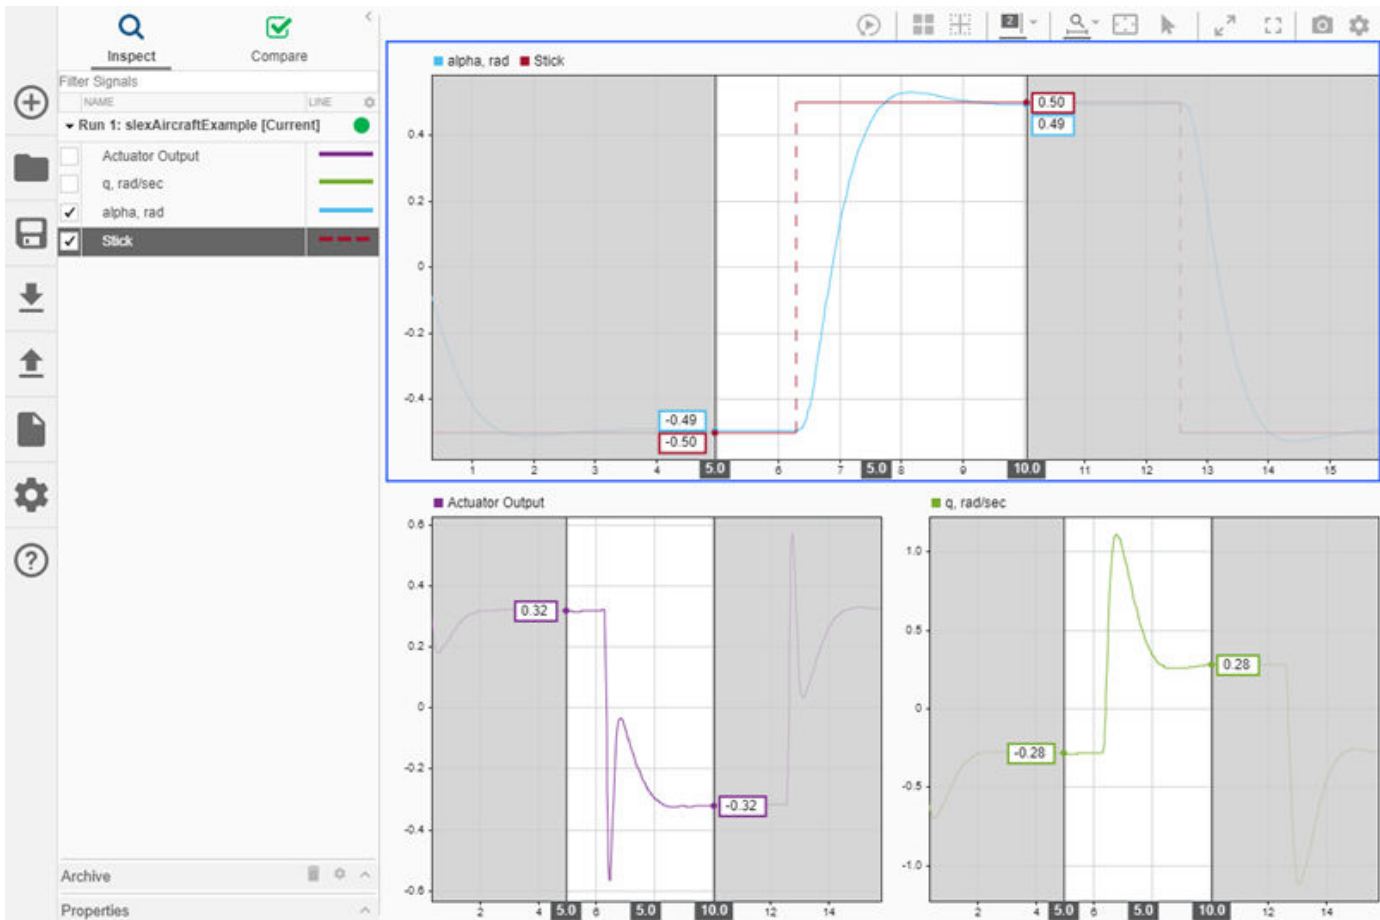 Inspect
Compare
Filter Signals
NAME LINE
Run 1: slexAircraftExample [Current]
Actuator Output
q, rad/sec
alpha, rad
Stick
Archive
Properties
2
alpha, rad Stick
0.4
0.2
0
-0.2
-0.4
0.50
0.49
-0.49
-0.50
1 2 3 4 5.0 6 7 5.0 8 9 10.0 11 12 13 14 15
Actuator Output
0.6
0.4
0.2
0
-0.2
-0.4
-0.6
0.32
-0.32
2 4 5.0 6 5.0 10.0 12 14
q, rad/sec
1.0
0.5
0
-0.5
-1.0
0.28
-0.28
2 4 6 5.0 5.0 10.0 12 14